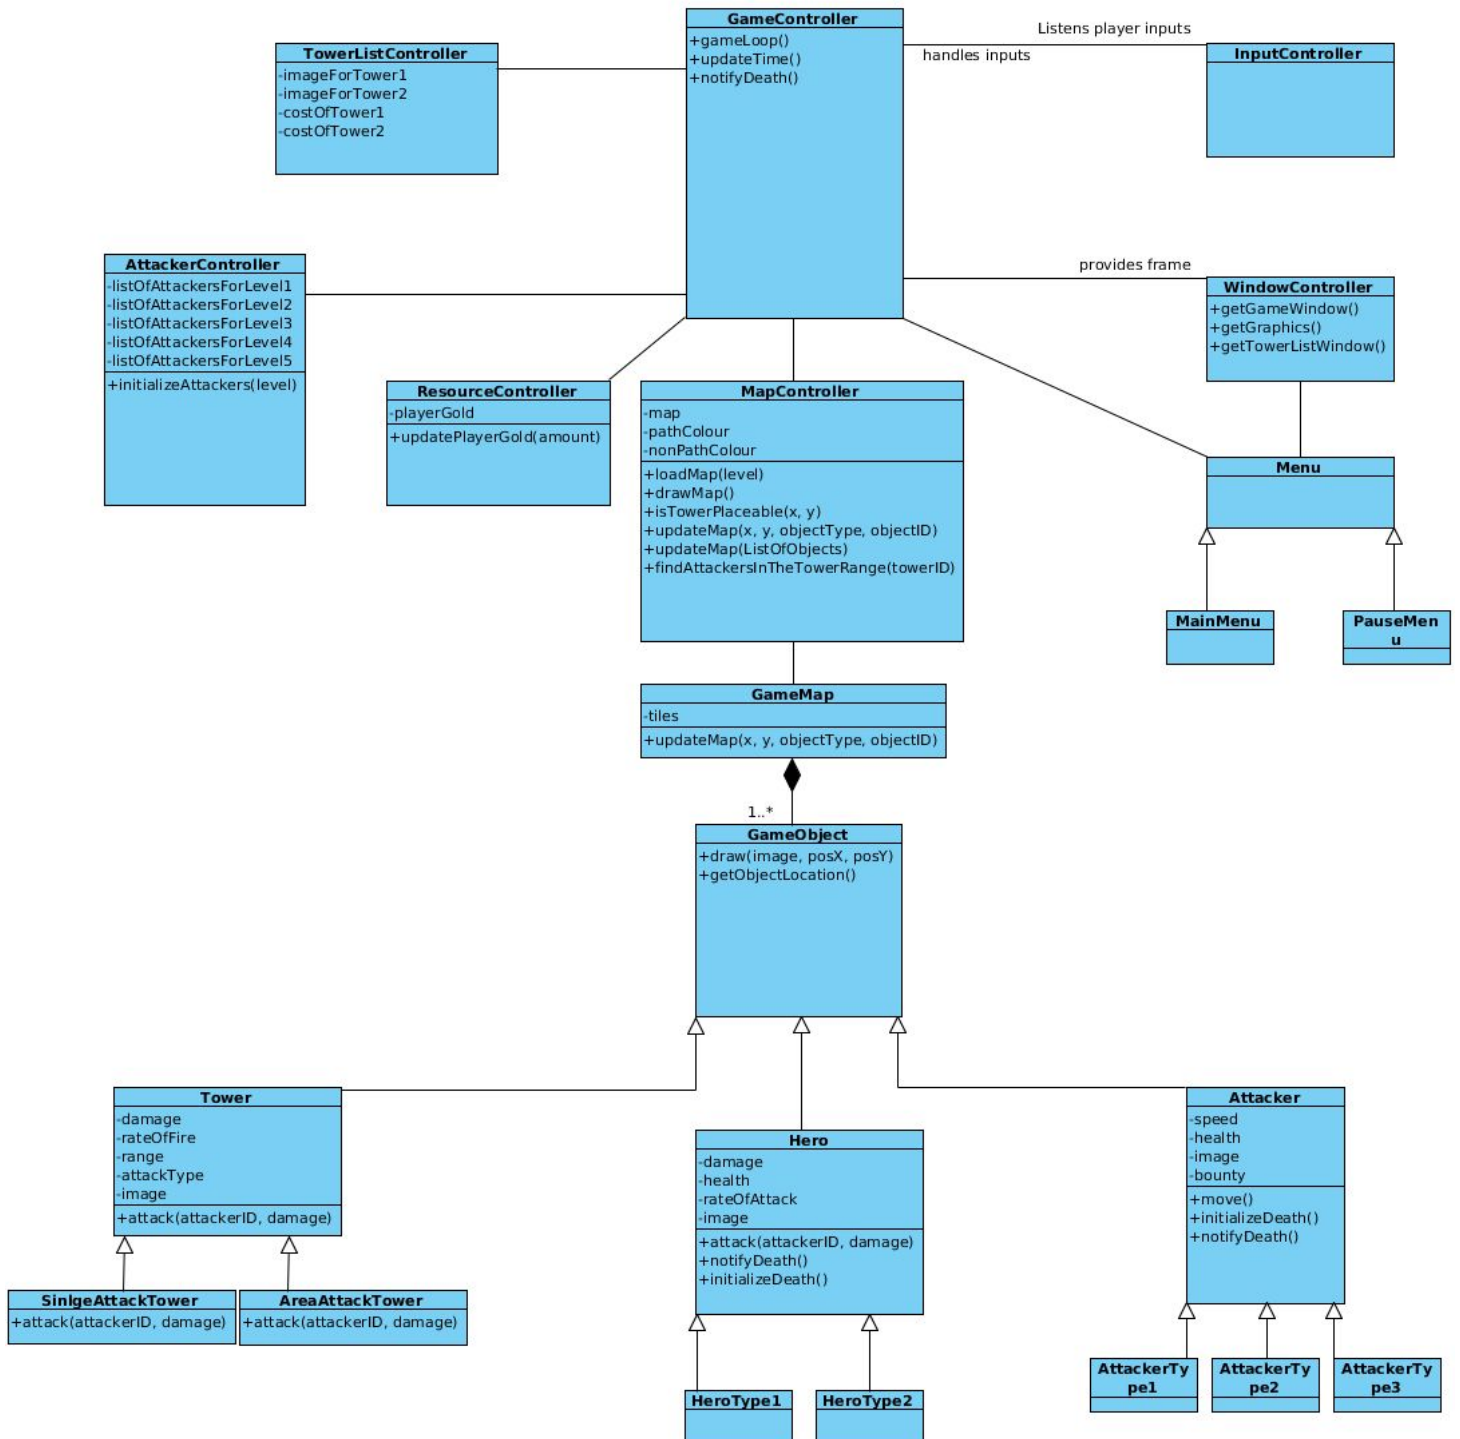 GameController
+gameLoop()
+updateTime()
+notifyDeath()
Listens player inputs
handles inputs
TowerListController
-imageForTower1
-imageForTower2
-costOfTower1
-costOfTower2
InputController
AttackerController
-listOfAttackersForLevel1
-listOfAttackersForLevel2
-listOfAttackersForLevel3
-listOfAttackersForLevel4
-listOfAttackersForLevel5
+initializeAttackers(level)
provides frame
WindowController
+getGameWindow()
+getGraphics()
+getTowerListWindow()
ResourceController
-playerGold
+updatePlayerGold(amount)
MapController
-map
-pathColour
-nonPathColour
+loadMap(level)
+drawMap()
+isTowerPlaceable(x, y)
+updateMap(x, y, objectType, objectID)
+updateMap(ListOfObjects)
+findAttackersInTheTowerRange(towerID)
Menu
MainMenu
PauseMen
u
GameMap
-tiles
+updateMap(x, y, objectType, objectID)
1..*
GameObject
+draw(image, posX, posY)
+getObjectLocation()
Tower
-damage
-rateOfFire
-range
-attackType
-image
+attack(attackerID, damage)
Hero
-damage
-health
-rateOfAttack
-image
+attack(attackerID, damage)
+notifyDeath()
+initializeDeath()
Attacker
-speed
-health
-image
-bounty
+move()
+initializeDeath()
+notifyDeath()
SinlgeAttackTower
+attack(attackerID, damage)
AreaAttackTower
+attack(attackerID, damage)
HeroType1
HeroType2
AttackerTy
pe1
AttackerTy
pe2
AttackerTy
pe3